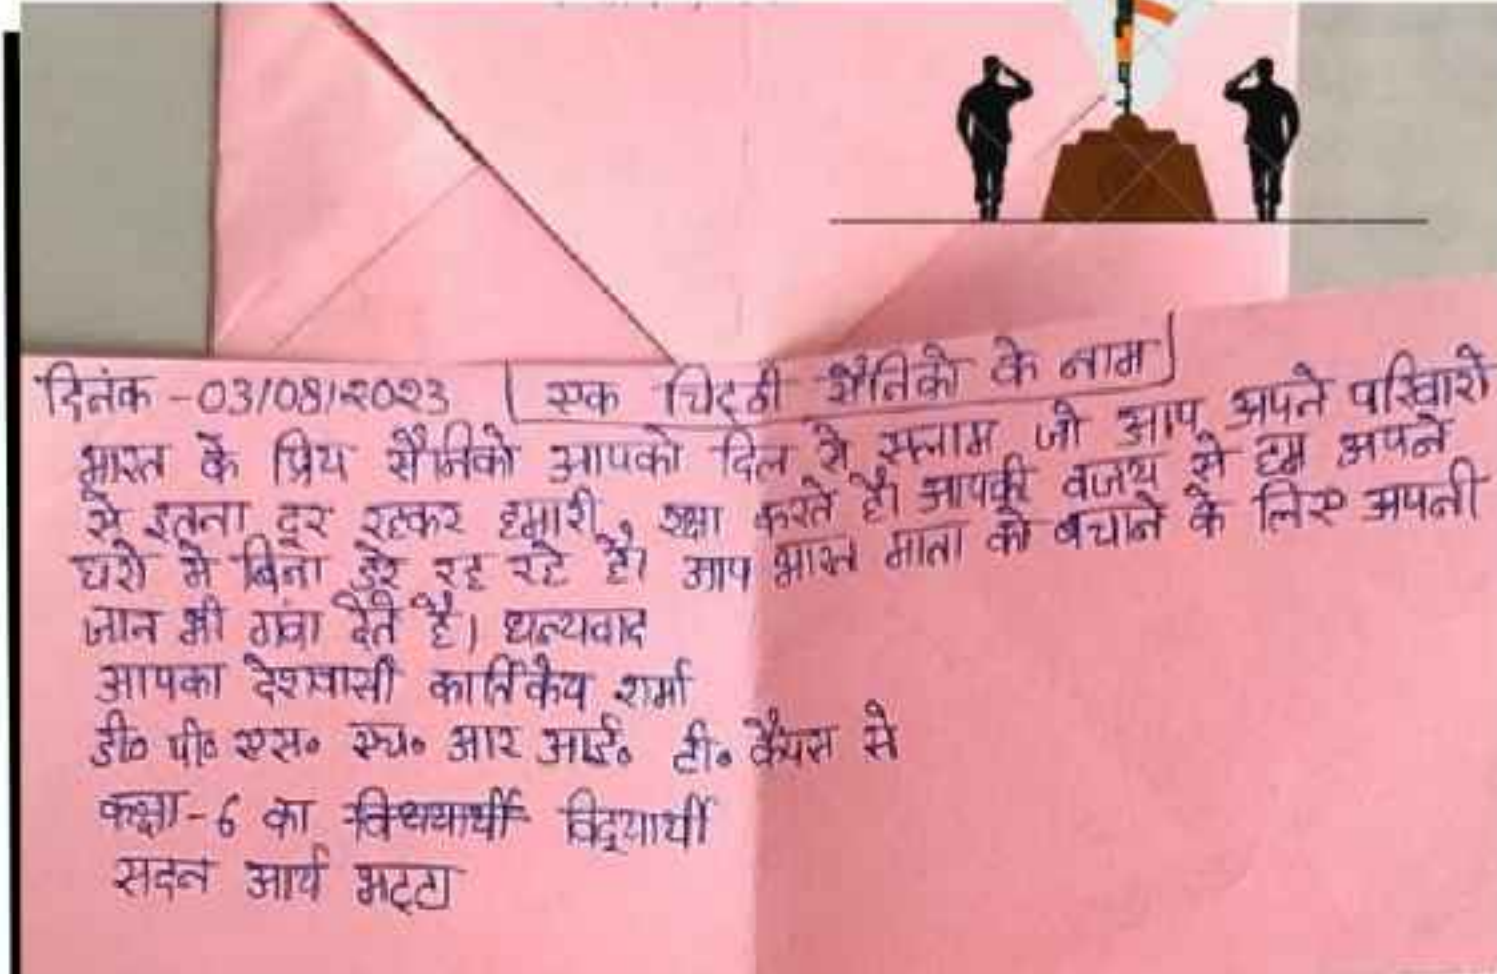 दिनंक - 03/08/2023 एक चिट्ठी सैनिको के नाम
भारत के प्रिय सैनिको आपको दिल से सलाम जो आप अपने परिवारो
से इतना दूर रहकर हमारी रक्षा करते है। आपकी वजय से हम अपने
घरो मे बिना डरे रह रहे है। आप भारत माता को बचाने के लिए अपनी
जान भी गंवा देते है। धन्यवाद
आपका देशवासी कार्तिकेय शर्मा
डी० पी० एस० एच० आर आई० टी० कैंपस से
कक्षा - 6 का विधयार्थी विद्यार्थी
सदन आर्य भट्टा